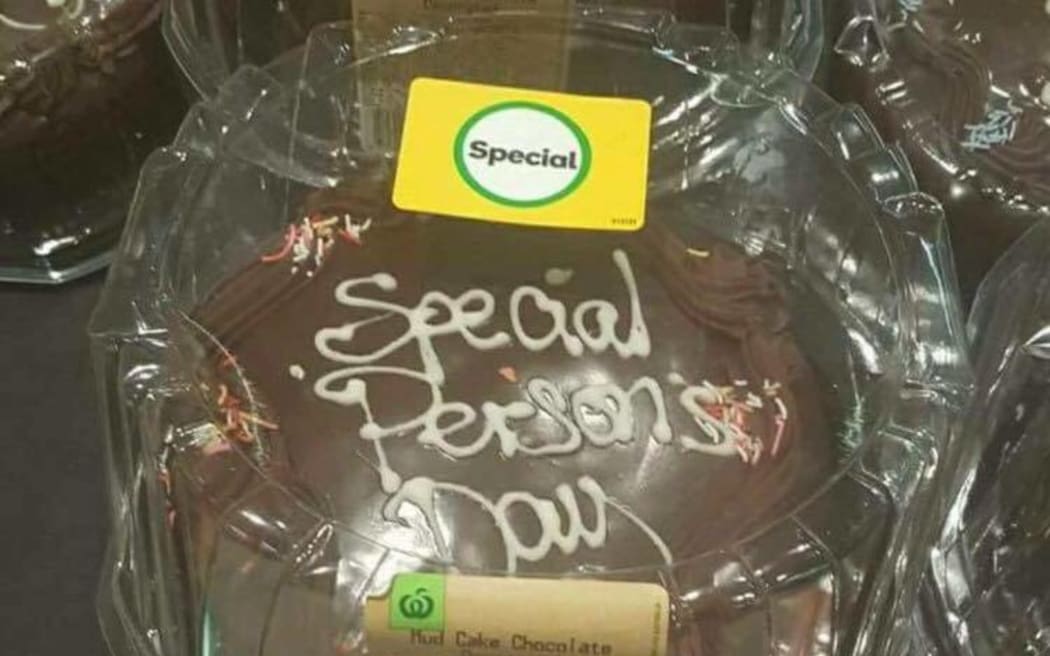 Special
Special
Person's
Day
Mud Cake Chocolate